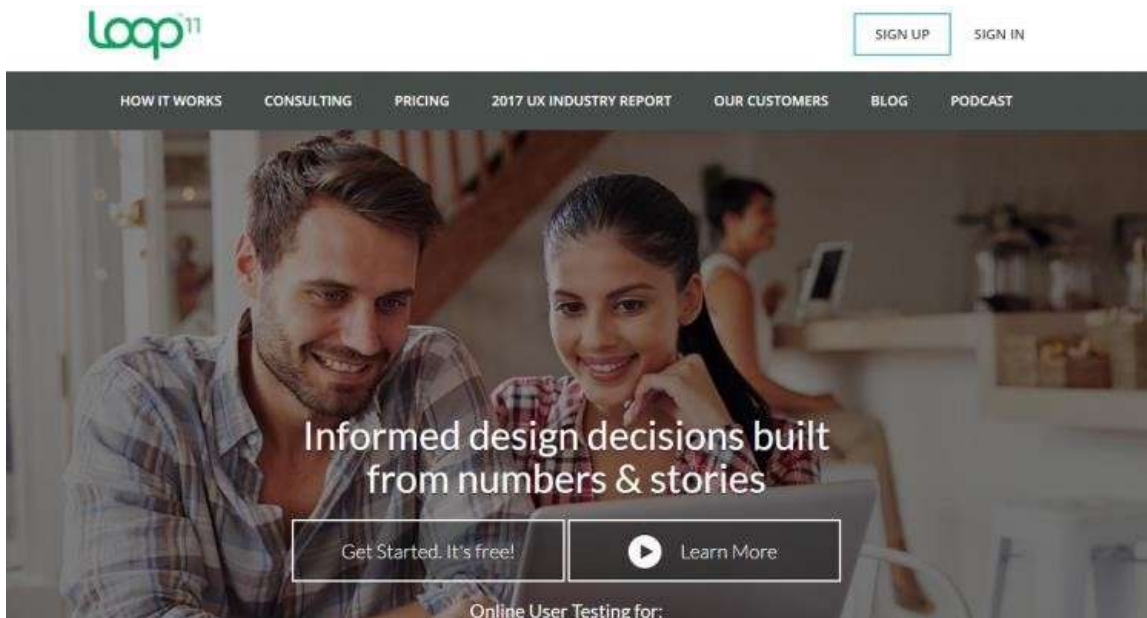 Loop11
SIGN UP
SIGN IN
HOW IT WORKS
CONSULTING
PRICING
2017 UX INDUSTRY REPORT
OUR CUSTOMERS
BLOG
PODCAST
Informed design decisions built
from numbers & stories
Get Started. It's free!
Learn More
Online User Testing for: